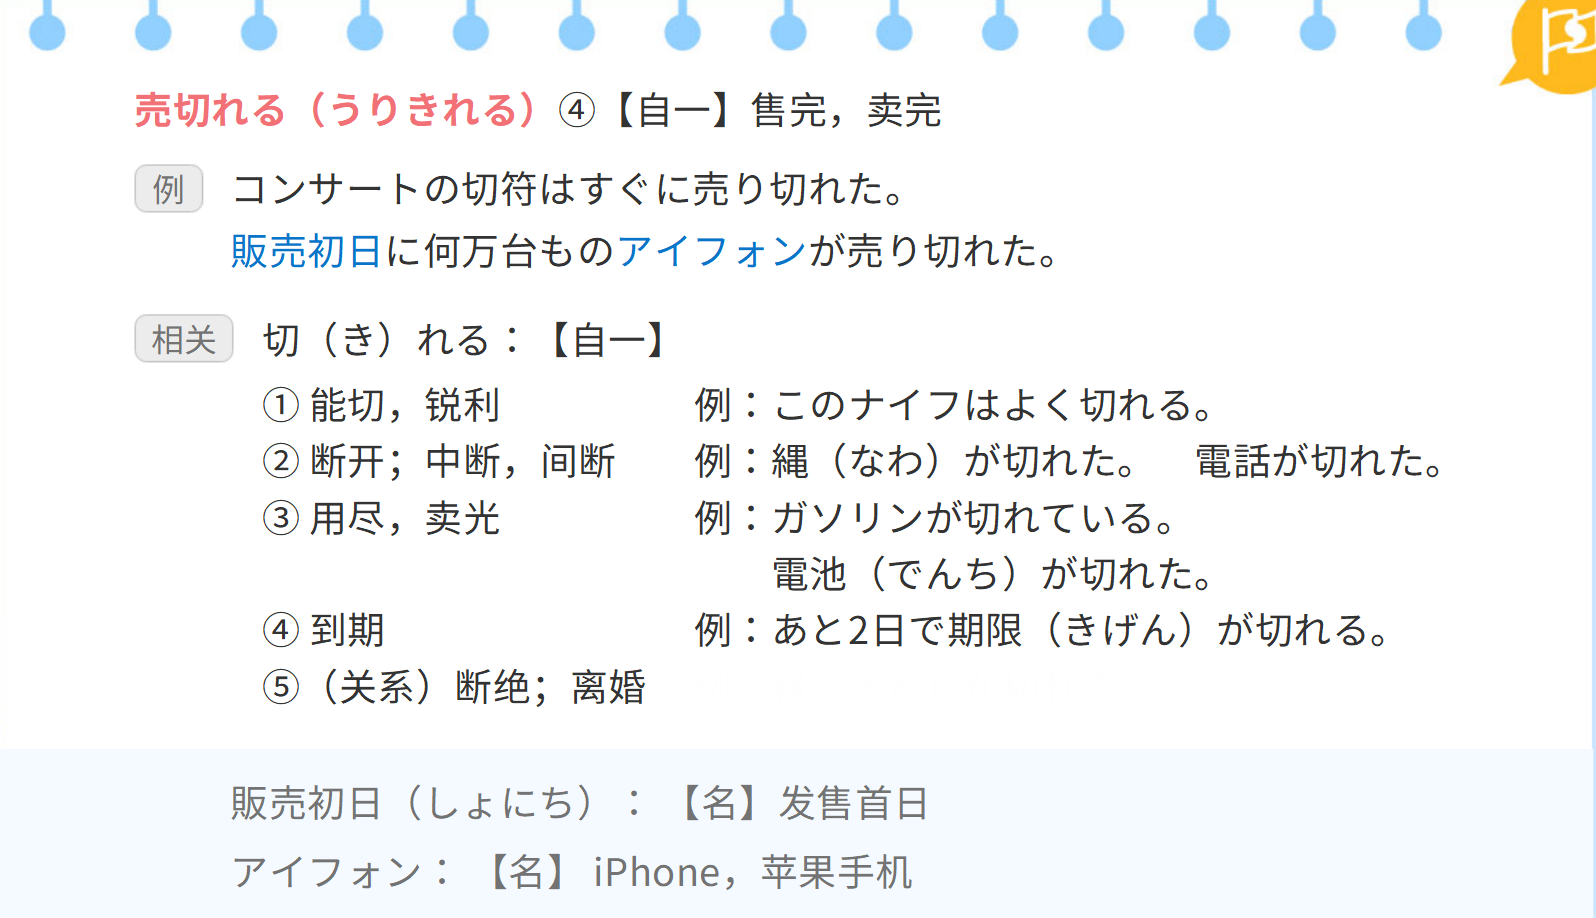 売切れる（うりきれる）④【自一】售完，卖完
例 コンサートの切符はすぐに売り切れた。
販売初日に何万台ものアイフォンが売り切れた。
相关 切（き）れる：【自一】
① 能切，锐利 例：このナイフはよく切れる。
② 断开；中断，间断 例：縄（なわ）が切れた。 電話が切れた。
③ 用尽，卖光 例：ガソリンが切れている。
電池（でんち）が切れた。
④ 到期 例：あと2日で期限（きげん）が切れる。
⑤（关系）断绝；离婚
販売初日（しょにち）：【名】发售首日
アイフォン：【名】iPhone，苹果手机